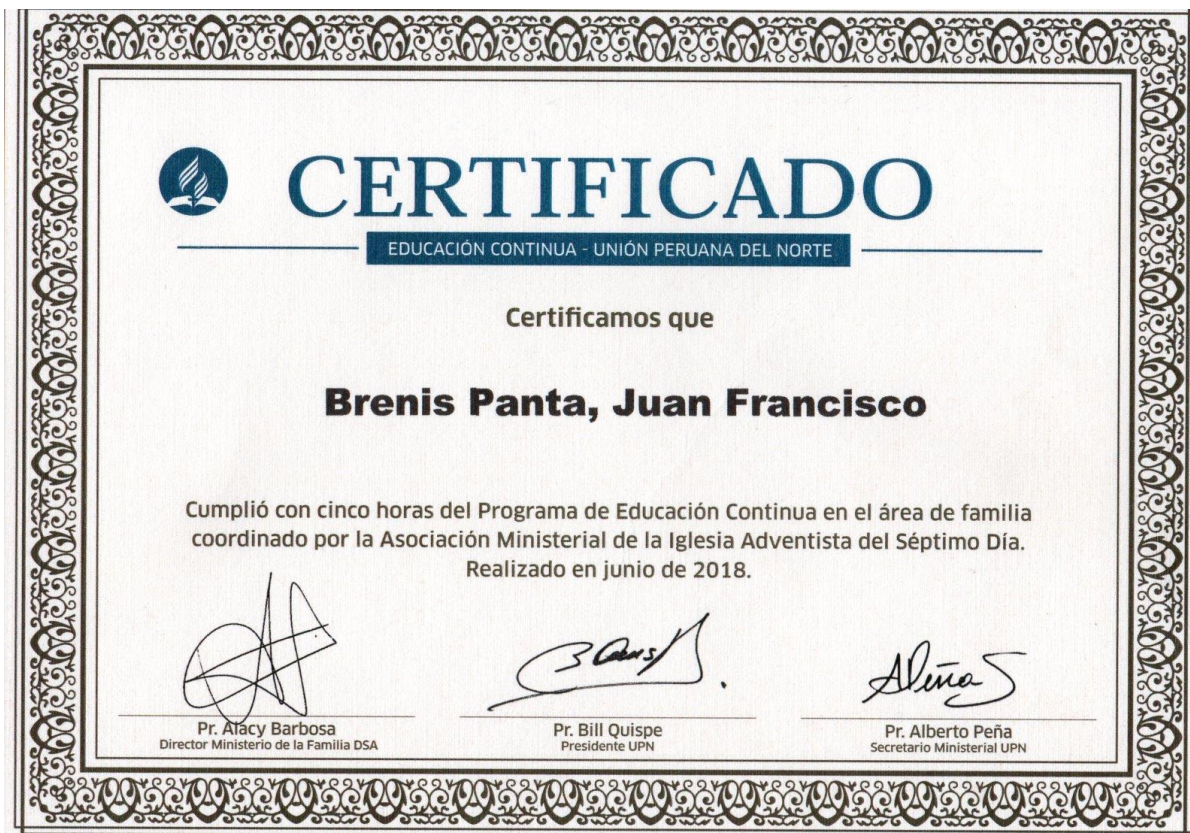 CERTIFICADO
EDUCACIÓN CONTINUA - UNIÓN PERUANA DEL NORTE
Certificamos que
Brenis Panta, Juan Francisco
Cumplió con cinco horas del Programa de Educación Continua en el área de familia
coordinado por la Asociación Ministerial de la Iglesia Adventista del Séptimo Día.
Realizado en junio de 2018.
Pr. Alacy Barbosa
Director Ministerio de la Familia DSA
Pr. Bill Quispe
Presidente UPN
Pr. Alberto Peña
Secretario Ministerial UPN